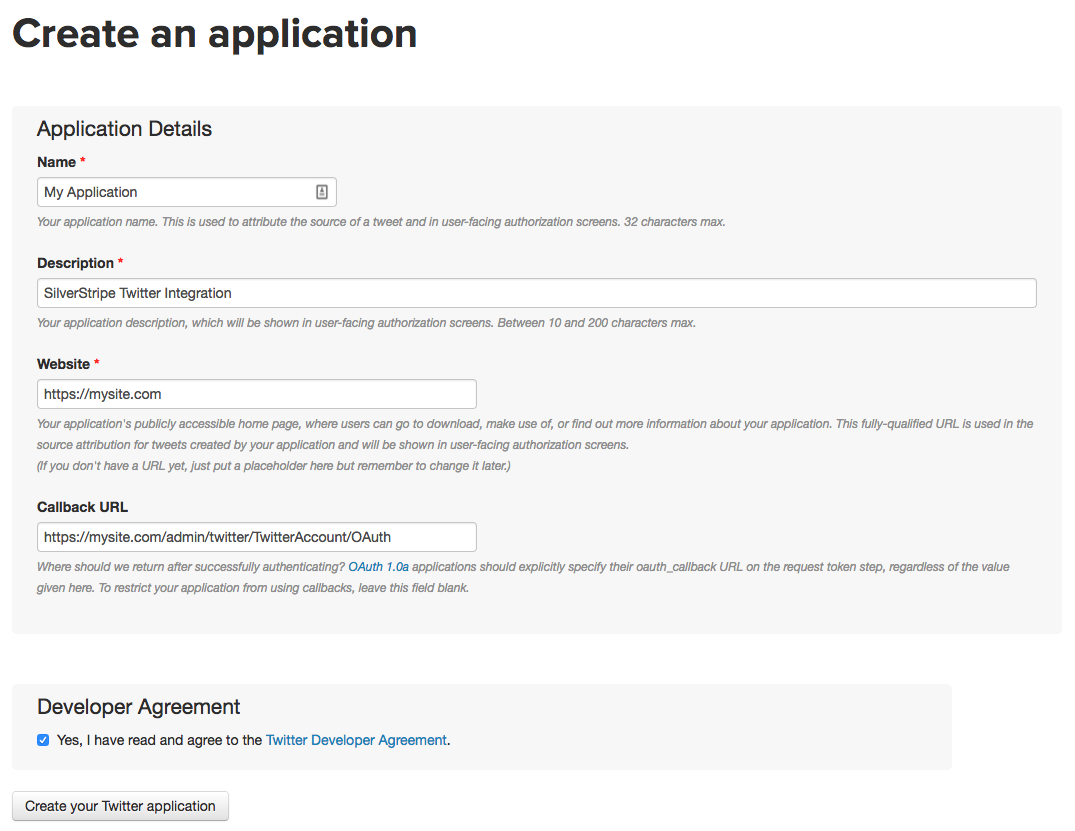 Create an application
Application Details
Name *
My Application
Your application name. This is used to attribute the source of a tweet and in user-facing authorization screens. 32 characters max.
Description *
SilverStripe Twitter Integration
Your application description, which will be shown in user-facing authorization screens. Between 10 and 200 characters max.
Website *
https://mysite.com
Your application's publicly accessible home page, where users can go to download, make use of, or find out more information about your application. This fully-qualified URL is used in the
source attribution for tweets created by your application and will be shown in user-facing authorization screens.
(If you don't have a URL yet, just put a placeholder here but remember to change it later.)
Callback URL
https://mysite.com/admin/twitter/TwitterAccount/OAuth
Where should we return after successfully authenticating? OAuth 1.0a applications should explicitly specify their oauth_callback URL on the request token step, regardless of the value
given here. To restrict your application from using callbacks, leave this field blank.
Developer Agreement
Yes, I have read and agree to the Twitter Developer Agreement.
Create your Twitter application